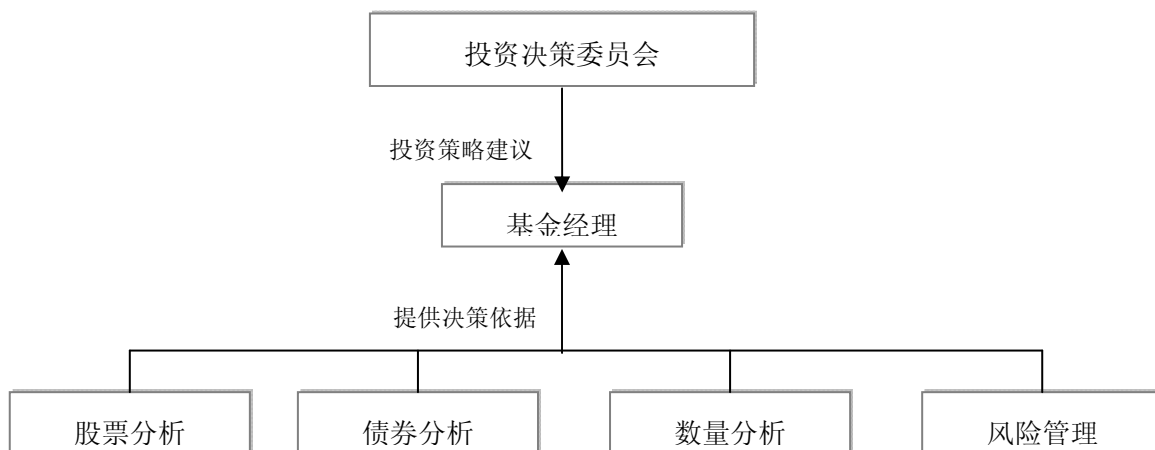 投资决策委员会
投资策略建议
基金经理
提供决策依据
股票分析
债券分析
数量分析
风险管理